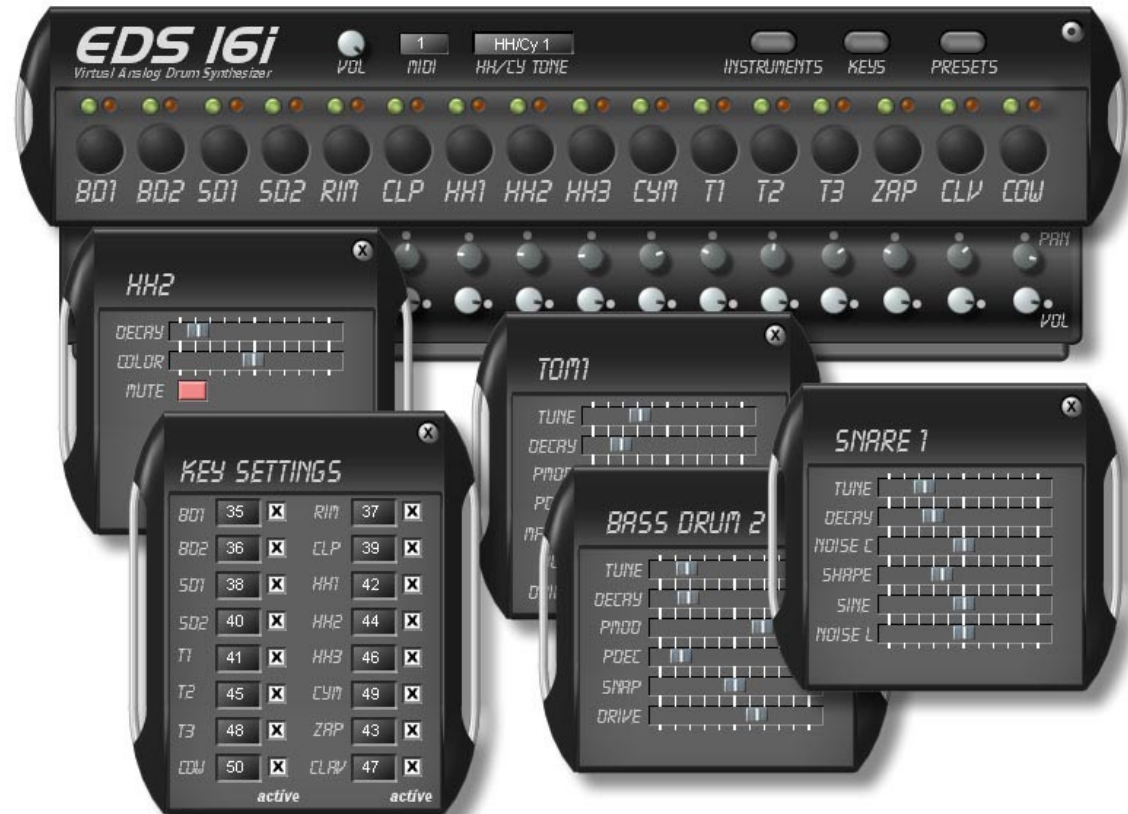 EDS 16i
Virtual Analog Drum Synthesizer
VOL
1
MIDI
HH/Cy 1
HH/CY TONE
INSTRUMENTS KEYS PRESETS
BD1 BD2 SD1 SD2 RIM CLP HH1 HH2 HH3 CYM T1 T2 T3 ZAP CLV COW
PAN
VOL
X
HH2
DECAY
COLOR
MUTE
X
TOM1
TUNE
DECAY
PMOD
X
KEY SETTINGS
BD1 35 X RIM 37 X
BD2 36 X CLP 39 X
SD1 38 X HH1 42 X
SD2 40 X HH2 44 X
T1 41 X HH3 46 X
T2 45 X CYM 49 X
T3 48 X ZAP 43 X
COW 50 X CLAV 47 X
active active
BASS DRUM 2
TUNE
DECAY
PMOD
PDEC
SNAP
DRIVE
X
SNARE 1
TUNE
DECAY
NOISE C
SHAPE
SINE
NOISE L